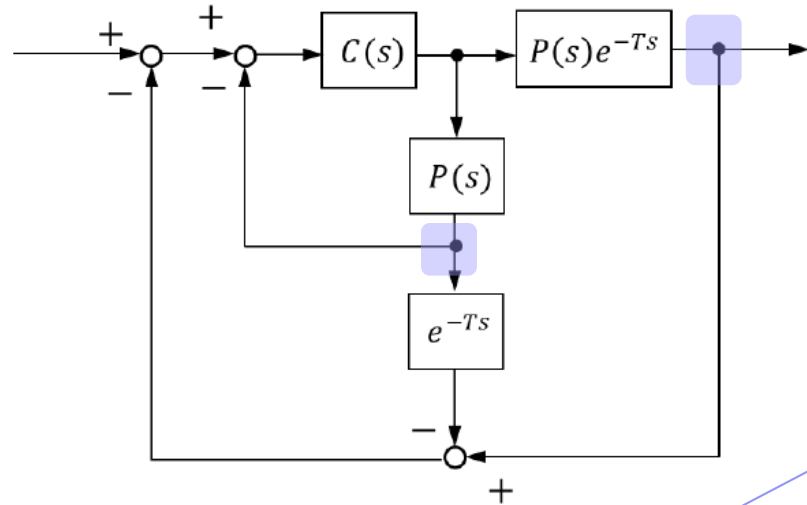 +
+
−
−
C(s)
P(s)e^{-Ts}
P(s)
e^{-Ts}
−
+